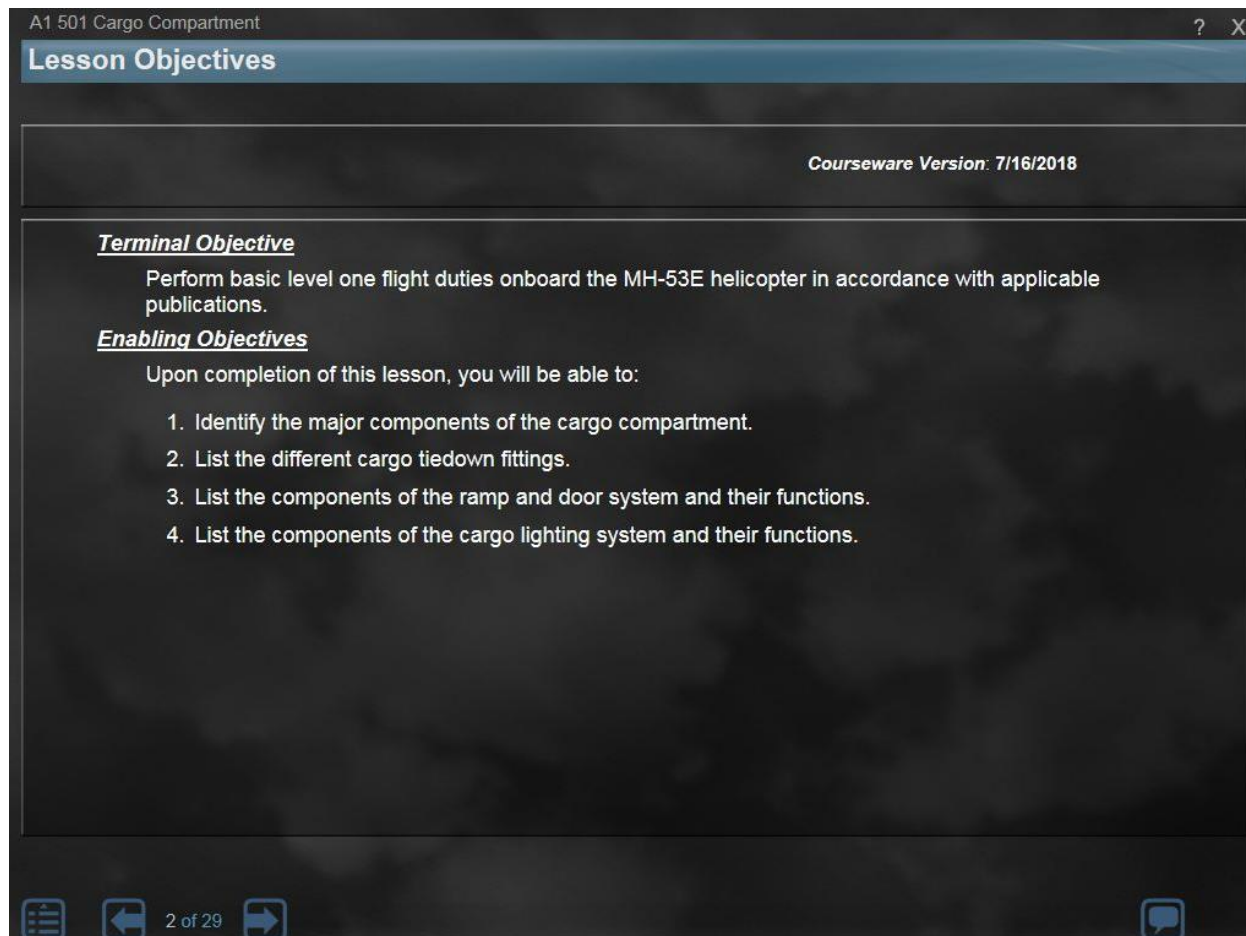 A1 501 Cargo Compartment
? X
Lesson Objectives
Courseware Version: 7/16/2018
Terminal Objective
Perform basic level one flight duties onboard the MH-53E helicopter in accordance with applicable
publications.
Enabling Objectives
Upon completion of this lesson, you will be able to:
1. Identify the major components of the cargo compartment.
2. List the different cargo tiedown fittings.
3. List the components of the ramp and door system and their functions.
4. List the components of the cargo lighting system and their functions.
2 of 29